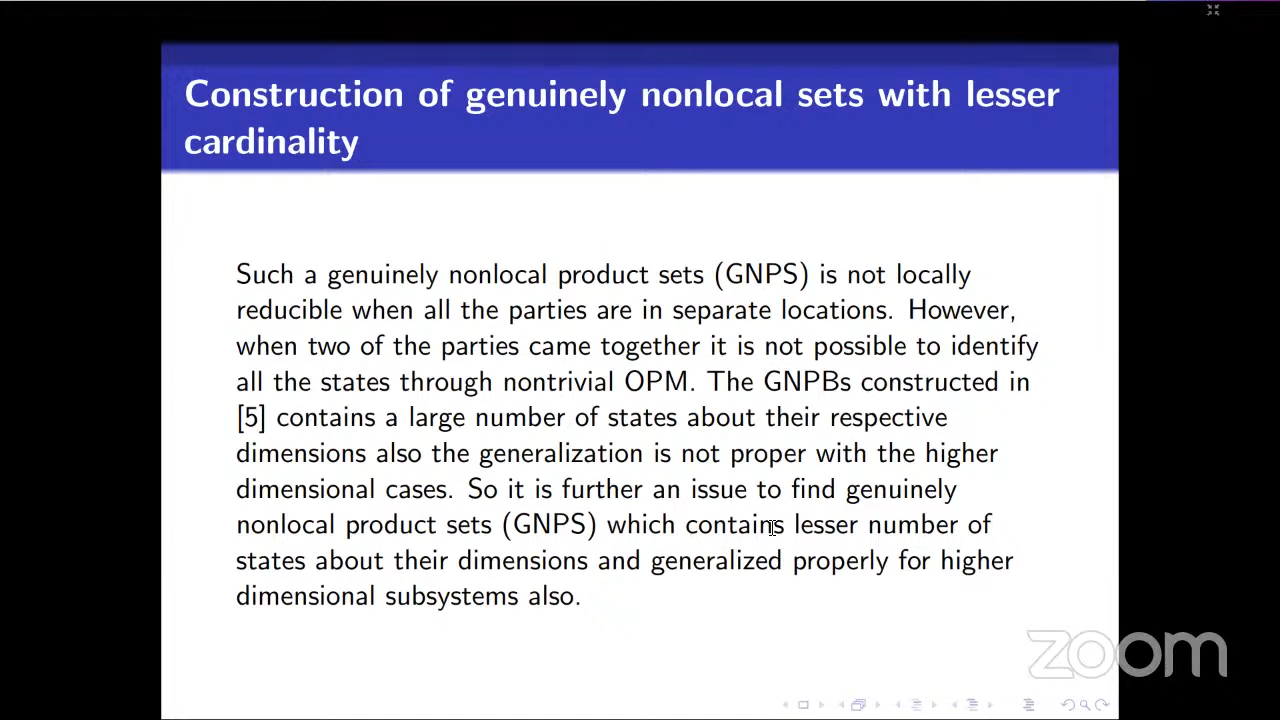 Construction of genuinely nonlocal sets with lesser
cardinality
Such a genuinely nonlocal product sets (GNPS) is not locally
reducible when all the parties are in separate locations. However,
when two of the parties came together it is not possible to identify
all the states through nontrivial OPM. The GNPBs constructed in
[5] contains a large number of states about their respective
dimensions also the generalization is not proper with the higher
dimensional cases. So it is further an issue to find genuinely
nonlocal product sets (GNPS) which contains lesser number of
states about their dimensions and generalized properly for higher
dimensional subsystems also.
zoom